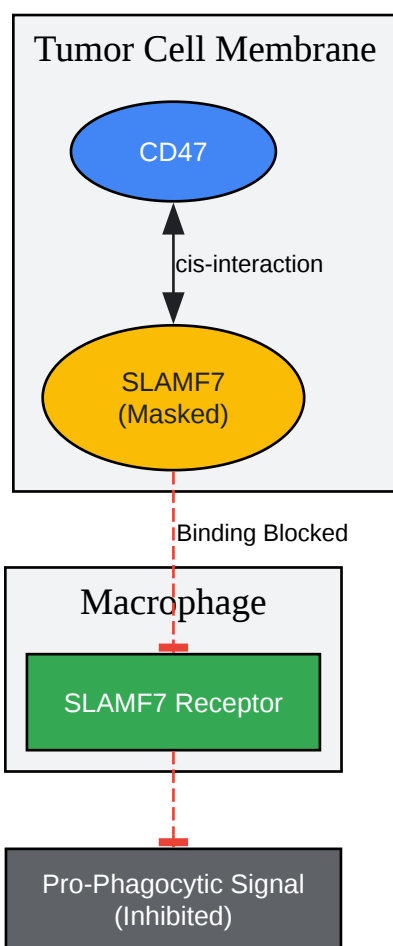 Tumor Cell Membrane
CD47
cis-interaction
SLAMF7
(Masked)
Binding Blocked
Macrophage
SLAMF7 Receptor
Pro-Phagocytic Signal
(Inhibited)